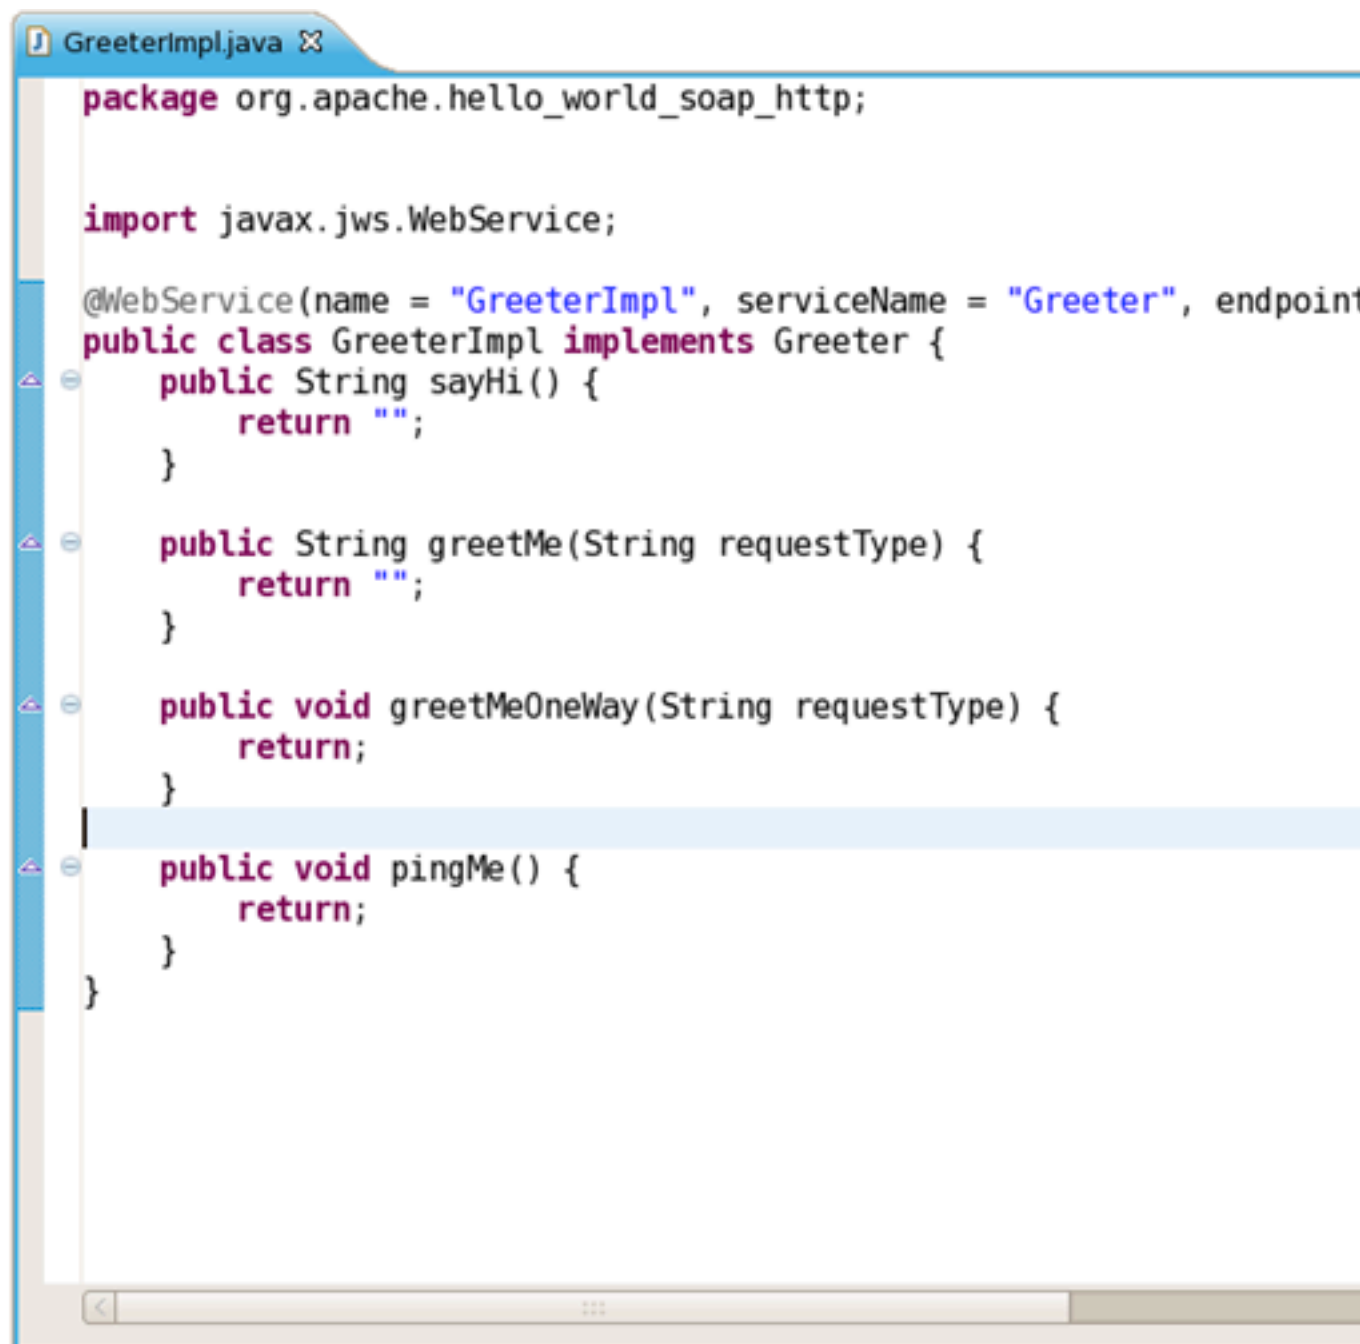 GreeterImpl.java
package org.apache.hello_world_soap_http;
import javax.jws.WebService;
@WebService(name = "GreeterImpl", serviceName = "Greeter", endpoint
public class GreeterImpl implements Greeter {
    public String sayHi() {
        return "";
    }
    public String greetMe(String requestType) {
        return "";
    }
    public void greetMeOneWay(String requestType) {
        return;
    }
    public void pingMe() {
        return;
    }
}